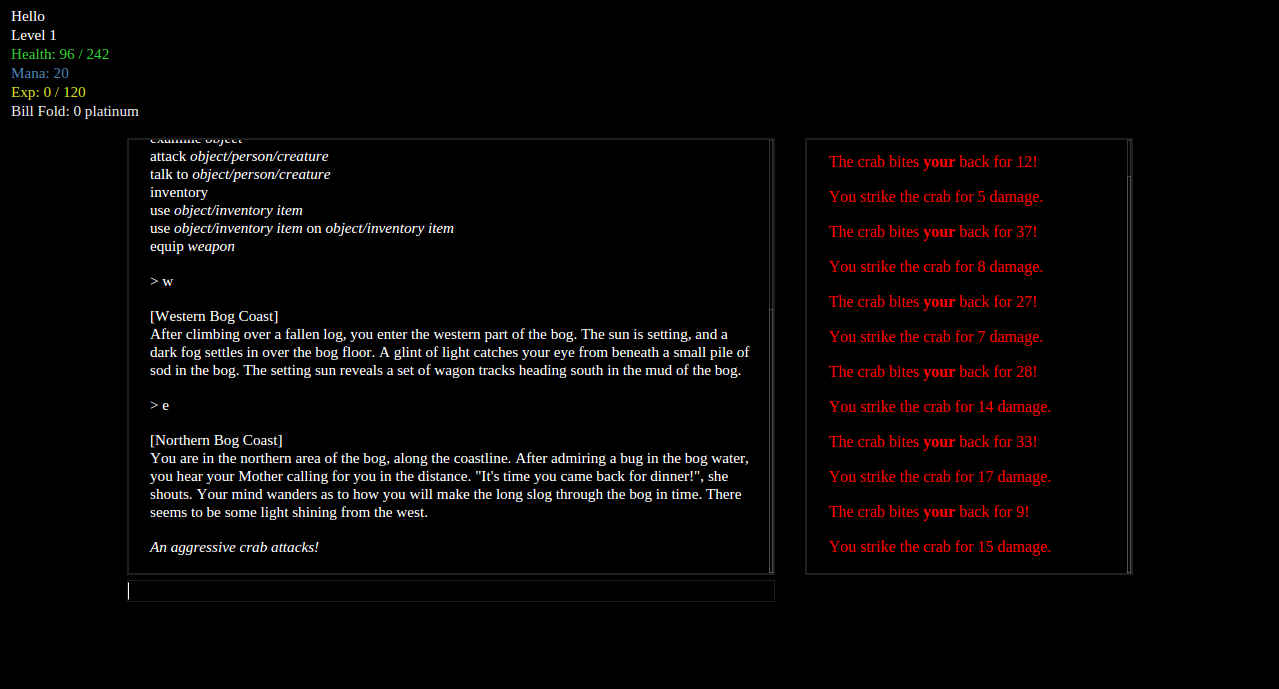 Hello
Level 1
Health: 96 / 242
Mana: 20
Exp: 0 / 120
Bill Fold: 0 platinum
examine object
attack object/person/creature
talk to object/person/creature
inventory
use object/inventory item
use object/inventory item on object/inventory item
equip weapon
> w
[Western Bog Coast]
After climbing over a fallen log, you enter the western part of the bog. The sun is setting, and a
dark fog settles in over the bog floor. A glint of light catches your eye from beneath a small pile of
sod in the bog. The setting sun reveals a set of wagon tracks heading south in the mud of the bog.
> e
[Northern Bog Coast]
You are in the northern area of the bog, along the coastline. After admiring a bug in the bog water,
you hear your Mother calling for you in the distance. "It's time you came back for dinner!", she
shouts. Your mind wanders as to how you will make the long slog through the bog in time. There
seems to be some light shining from the west.
An aggressive crab attacks!
The crab bites your back for 12!
You strike the crab for 5 damage.
The crab bites your back for 37!
You strike the crab for 8 damage.
The crab bites your back for 27!
You strike the crab for 7 damage.
The crab bites your back for 28!
You strike the crab for 14 damage.
The crab bites your back for 33!
You strike the crab for 17 damage.
The crab bites your back for 9!
You strike the crab for 15 damage.